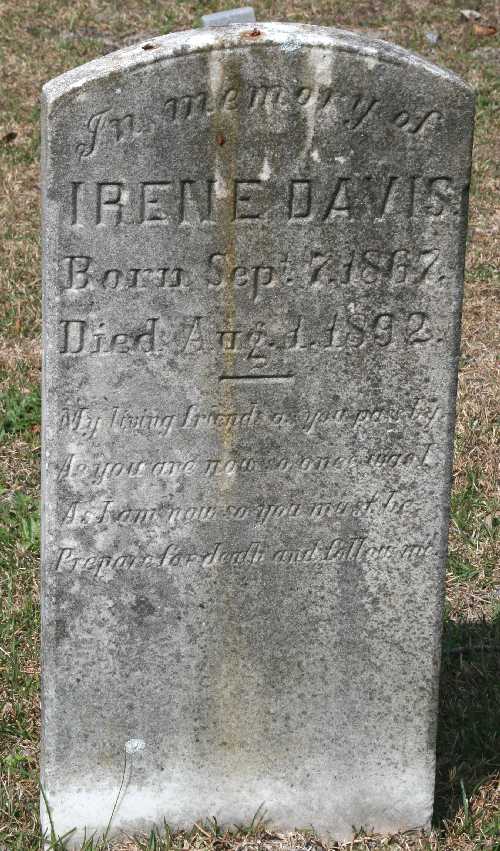 In memory of
IRENE DAVIS.
Born Sept. 7, 1867.
Died Aug. 1, 1892.
My living friends as you pass by
As you are now so once was I
As I am now so you must be
Prepare for death and follow me